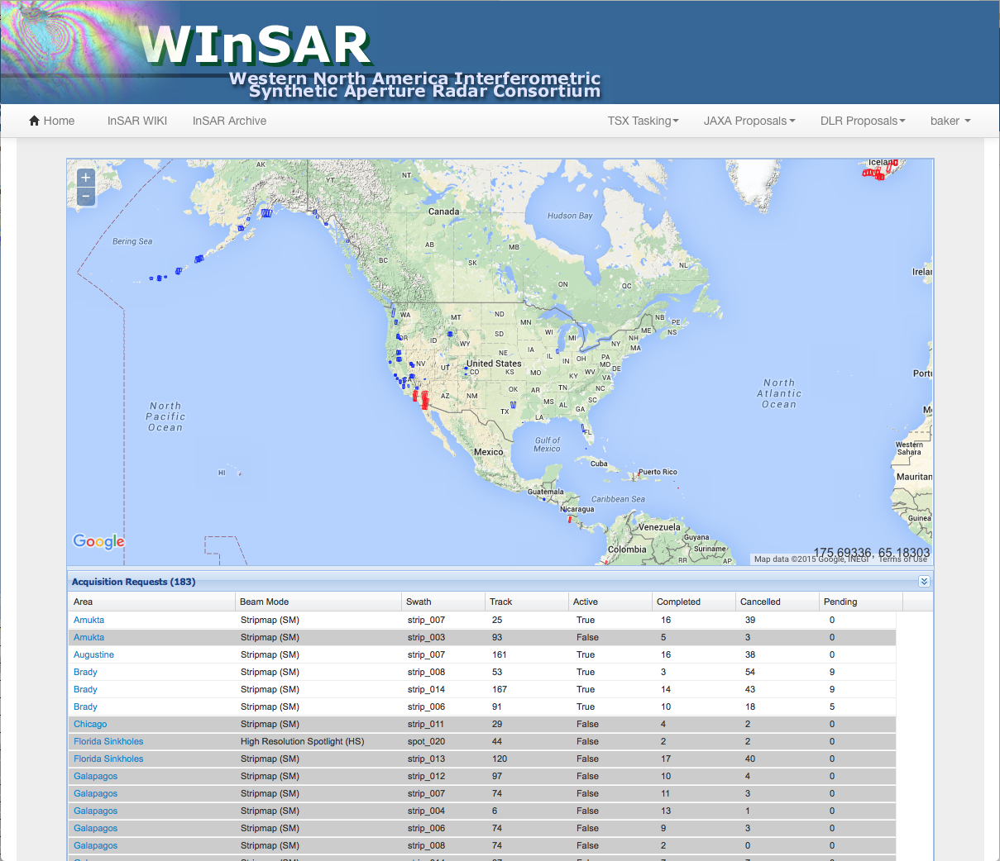 WInSAR
Western North America Interferometric
Synthetic Aperture Radar Consortium
Home InSAR WIKI InSAR Archive TSX Tasking JAXA Proposals DLR Proposals baker
+
−
AK
YT
NT
Iceland
Canada
Hudson Bay
Bering Sea
AB
MB
BC
SK
NL
ON
QC
Irelar
WA
MT
ND
MN
NB
PE
NS
ME
OR
ID
WY
SD
WI
MI
NY
NH
MA
NV
UT
United States
CO
NE
IA
IL
IN
OH
PA
MD
DE
KS
MO
KY
WV
VA
Portu
CA
AZ
NM
OK
AR
TN
NC
TX
MS
AL
SC
GA
LA
FL
North
Pacific
Ocean
North
Atlantic
Ocean
Mo
Gulf of
Mexico
Mexico
Western
Sahara
HI
Cuba
Puerto Rico
Mauritan
Guatemala
Caribbean Sea
Nicaragua
Guinea
Venezuela
Guyana
Colombia
Suriname
RR
AP
Google
175.69336, 65.18303
Map data ©2015 Google, INEGI Terms of Use
Acquisition Requests (183)
Area Beam Mode Swath Track Active Completed Cancelled Pending
Amukta Stripmap (SM) strip_007 25 True 16 39 0
Amukta Stripmap (SM) strip_003 93 False 5 3 0
Augustine Stripmap (SM) strip_007 161 True 16 38 0
Brady Stripmap (SM) strip_008 53 True 3 54 9
Brady Stripmap (SM) strip_014 167 True 14 43 9
Brady Stripmap (SM) strip_006 91 True 10 18 5
Chicago Stripmap (SM) strip_011 29 False 4 2 0
Florida Sinkholes High Resolution Spotlight (HS) spot_020 44 False 2 2 0
Florida Sinkholes Stripmap (SM) strip_013 120 False 17 40 0
Galapagos Stripmap (SM) strip_012 97 False 10 4 0
Galapagos Stripmap (SM) strip_007 74 False 11 3 0
Galapagos Stripmap (SM) strip_004 6 False 13 1 0
Galapagos Stripmap (SM) strip_006 74 False 9 3 0
Galapagos Stripmap (SM) strip_008 74 False 2 0 0